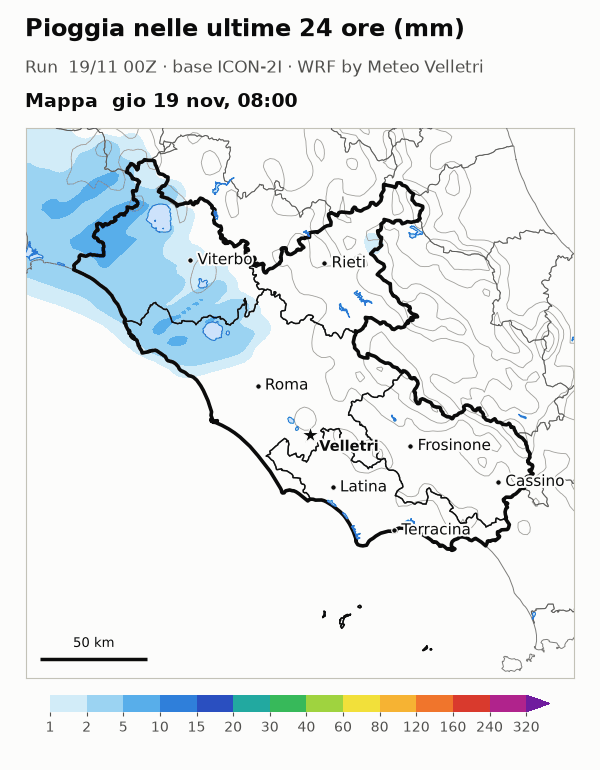 Pioggia nelle ultime 24 ore (mm)
Run  19/11 00Z · base ICON-2I · WRF by Meteo Velletri
Mappa  gio 19 nov, 08:00
Viterbo
Rieti
Roma
Velletri
Frosinone
Latina
Cassino
Terracina
50 km
1 2 5 10 15 20 30 40 60 80 120 160 240 320